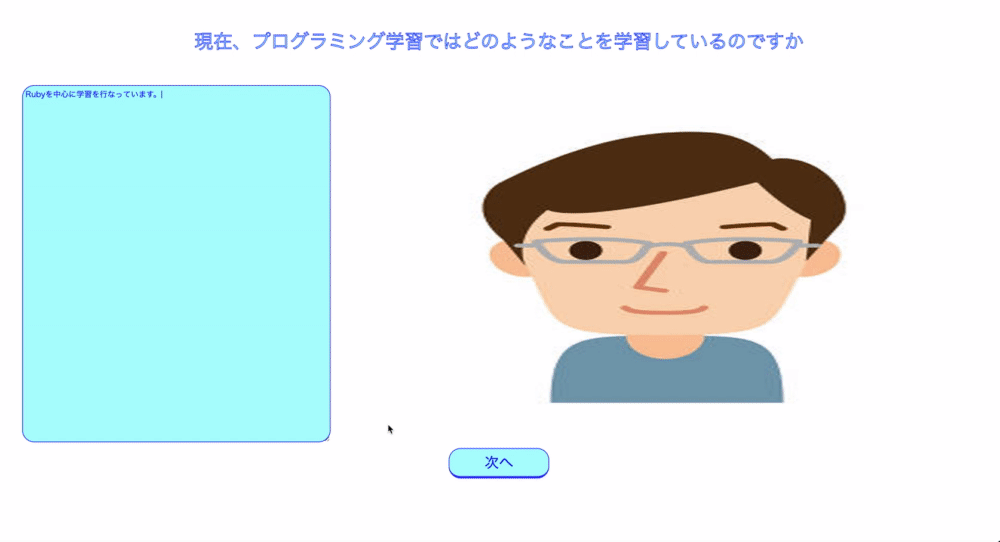 現在、プログラミング学習ではどのようなことを学習しているのですか
Rubyを中心に学習を行なっています。
次へ